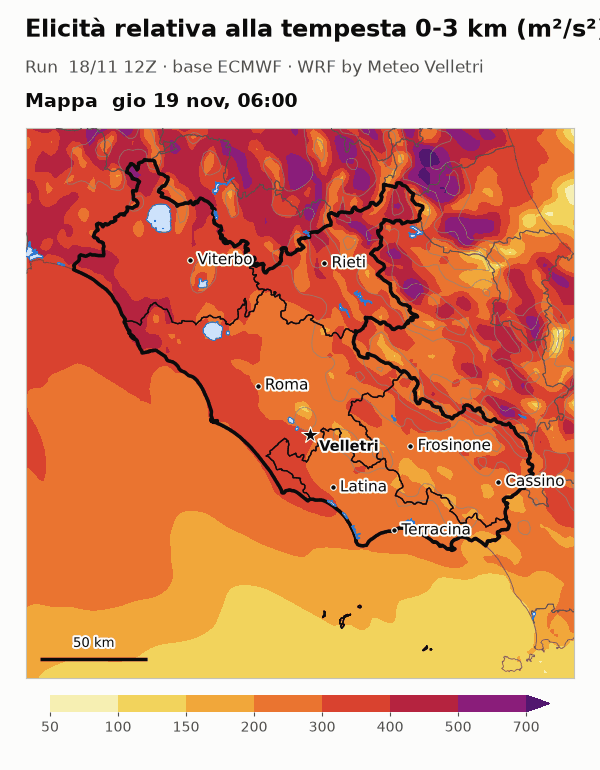 Elicità relativa alla tempesta 0-3 km (m²/s²)
Run 18/11 12Z · base ECMWF · WRF by Meteo Velletri
Mappa gio 19 nov, 06:00
Viterbo
Rieti
Roma
Velletri
Frosinone
Latina
Cassino
Terracina
50 km
50 100 150 200 300 400 500 700